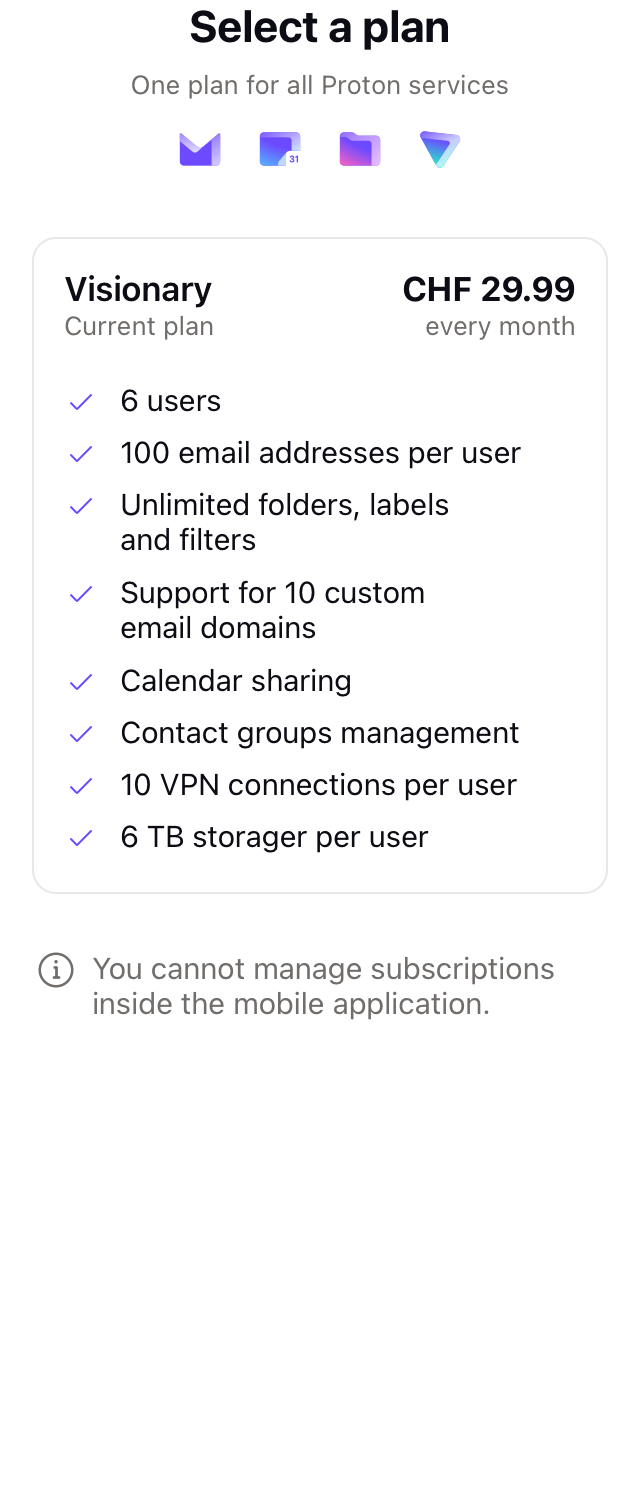 Select a plan
One plan for all Proton services
31
Visionary
CHF 29.99
Current plan
every month
6 users
100 email addresses per user
Unlimited folders, labels
and filters
Support for 10 custom
email domains
Calendar sharing
Contact groups management
10 VPN connections per user
6 TB storager per user
You cannot manage subscriptions
inside the mobile application.